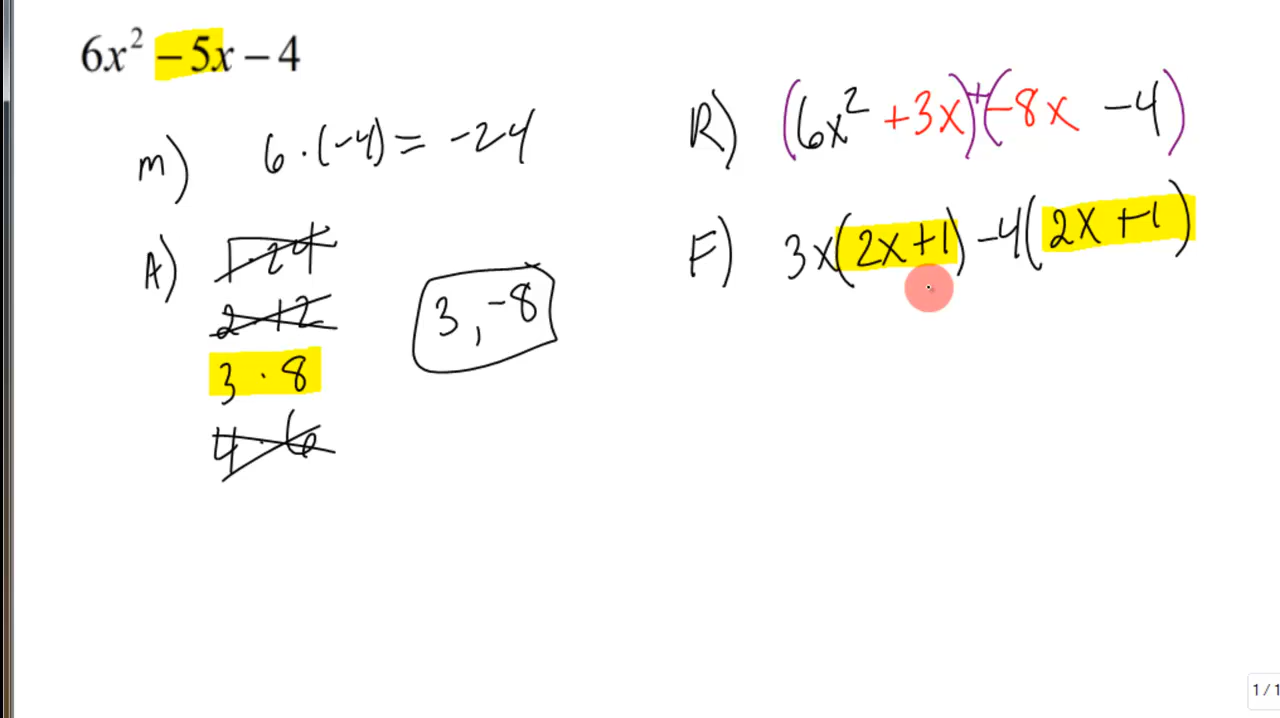 6x² − 5x − 4
M) 6 · (−4) = −24
A) 1 · 24
2 · 12
3 · 8
4 · 6
3, −8
R) (6x² + 3x) + (−8x − 4)
F) 3x(2x + 1) − 4(2x + 1)
1 / 1